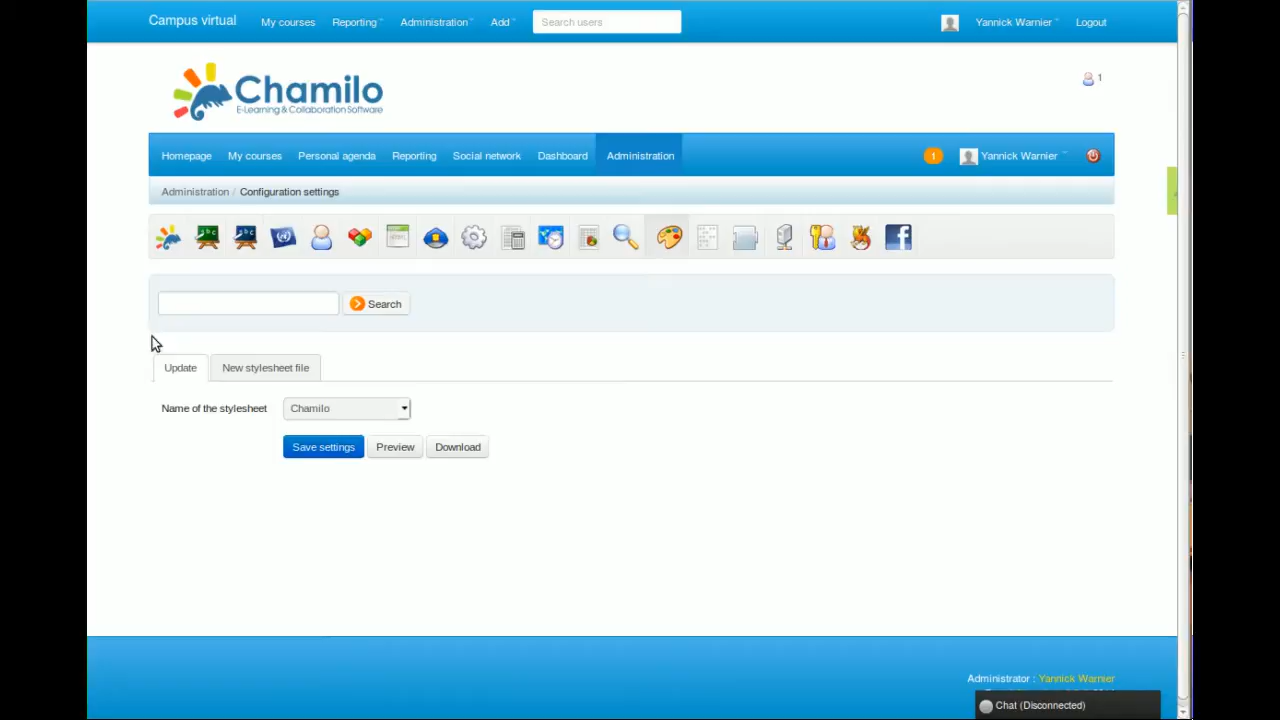 Campus virtual My courses Reporting Administration Add Search users Yannick Warnier Logout
Chamilo
E-Learning & Collaboration Software
1
Homepage My courses Personal agenda Reporting Social network Dashboard Administration 1 Yannick Warnier
Administration / Configuration settings
Search
Update New stylesheet file
Name of the stylesheet Chamilo
Save settings Preview Download
Administrator : Yannick Warnier
Chat (Disconnected)